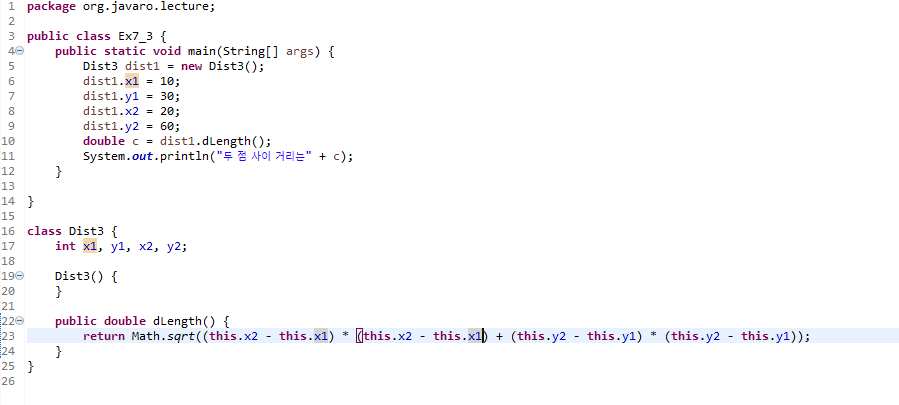 1 package org.javaro.lecture;
2
3 public class Ex7_3 {
4 public static void main(String[] args) {
5 Dist3 dist1 = new Dist3();
6 dist1.x1 = 10;
7 dist1.y1 = 30;
8 dist1.x2 = 20;
9 dist1.y2 = 60;
10 double c = dist1.dLength();
11 System.out.println("두 점 사이 거리는" + c);
12 }
13
14 }
15
16 class Dist3 {
17 int x1, y1, x2, y2;
18
19 Dist3() {
20 }
21
22 public double dLength() {
23 return Math.sqrt((this.x2 - this.x1) * (this.x2 - this.x1) + (this.y2 - this.y1) * (this.y2 - this.y1));
24 }
25 }
26